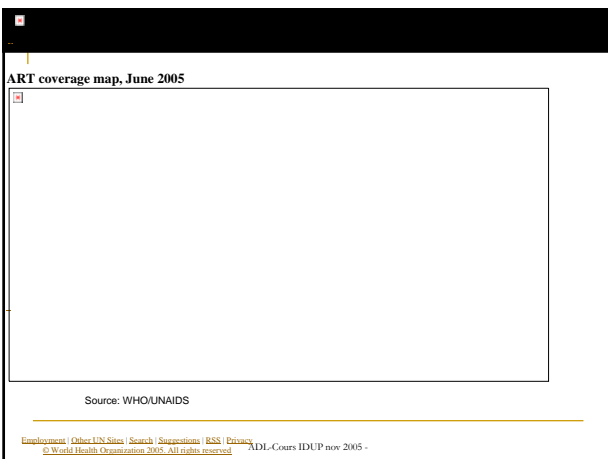 ART coverage map, June 2005
Source: WHO/UNAIDS
Employment | Other UN Sites | Search | Suggestions | RSS | Privacy
© World Health Organization 2005. All rights reserved
ADL-Cours IDUP nov 2005 -